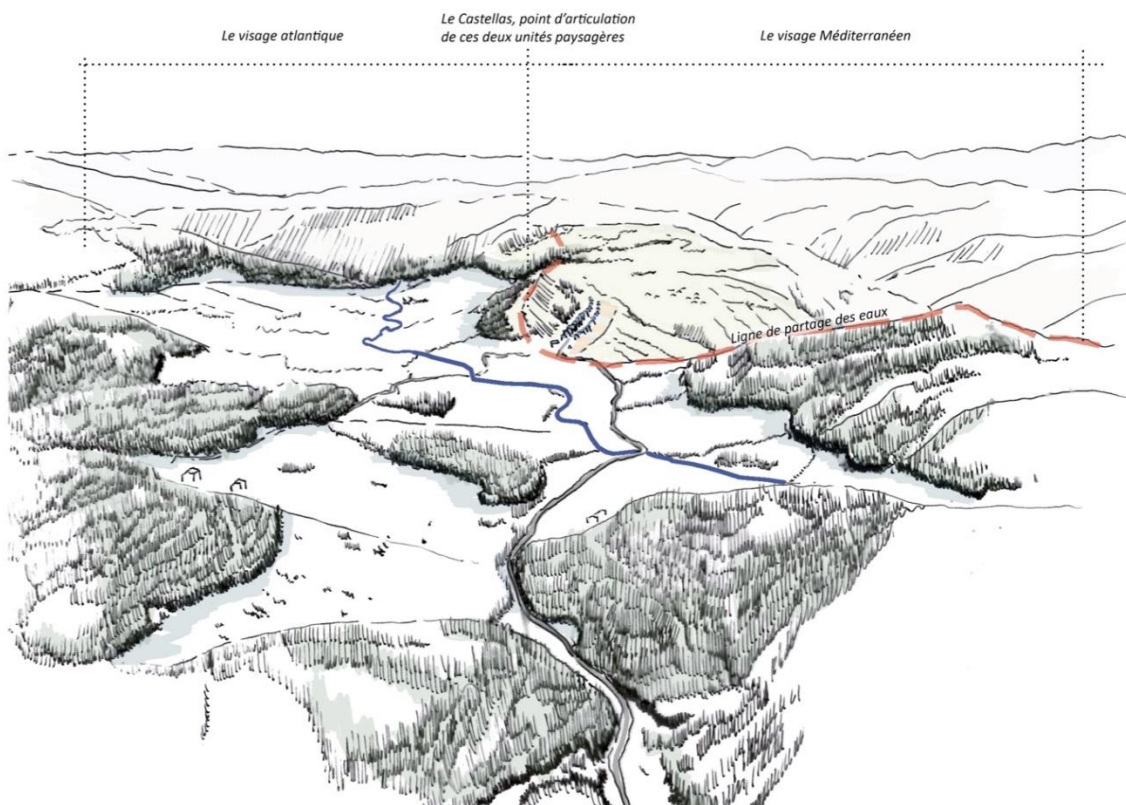 Le visage atlantique
Le Castellas, point d'articulation
de ces deux unités paysagères
Le visage Méditerranéen
Ligne de partage des eaux